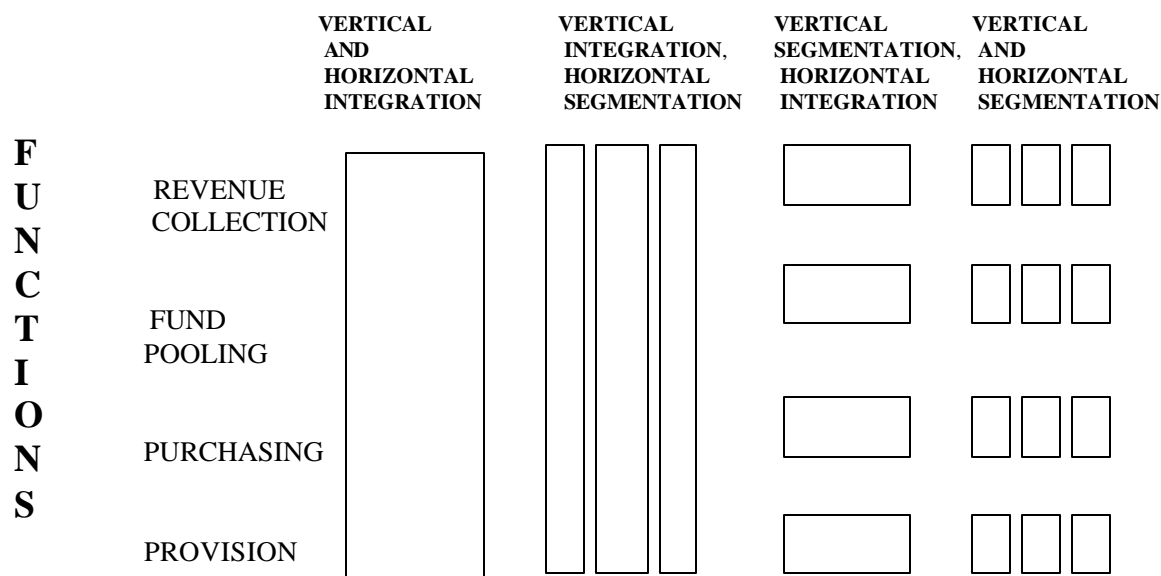 VERTICAL
AND
HORIZONTAL
INTEGRATION
VERTICAL
INTEGRATION,
HORIZONTAL
SEGMENTATION
VERTICAL
SEGMENTATION,
HORIZONTAL
INTEGRATION
VERTICAL
AND
HORIZONTAL
SEGMENTATION
F
U
N
C
T
I
O
N
S
REVENUE
COLLECTION
FUND
POOLING
PURCHASING
PROVISION